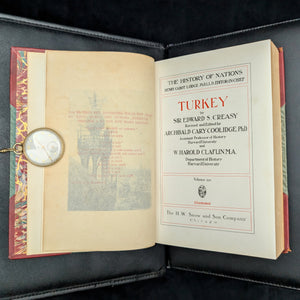 THE HISTORY OF NATIONS
HENRY CABOT LODGE, Ph.D., LL.D., EDITOR-IN-CHIEF
TURKEY
by
SIR EDWARD S. CREASY
Revised and Edited by
ARCHIBALD CARY COOLIDGE, Ph.D.
Assistant Professor of History
Harvard University
and
W. HAROLD CLAFLIN, M.A.
Department of History
Harvard University
Volume
Illustrated
The H. W. Snow and Son Company
CHICAGO